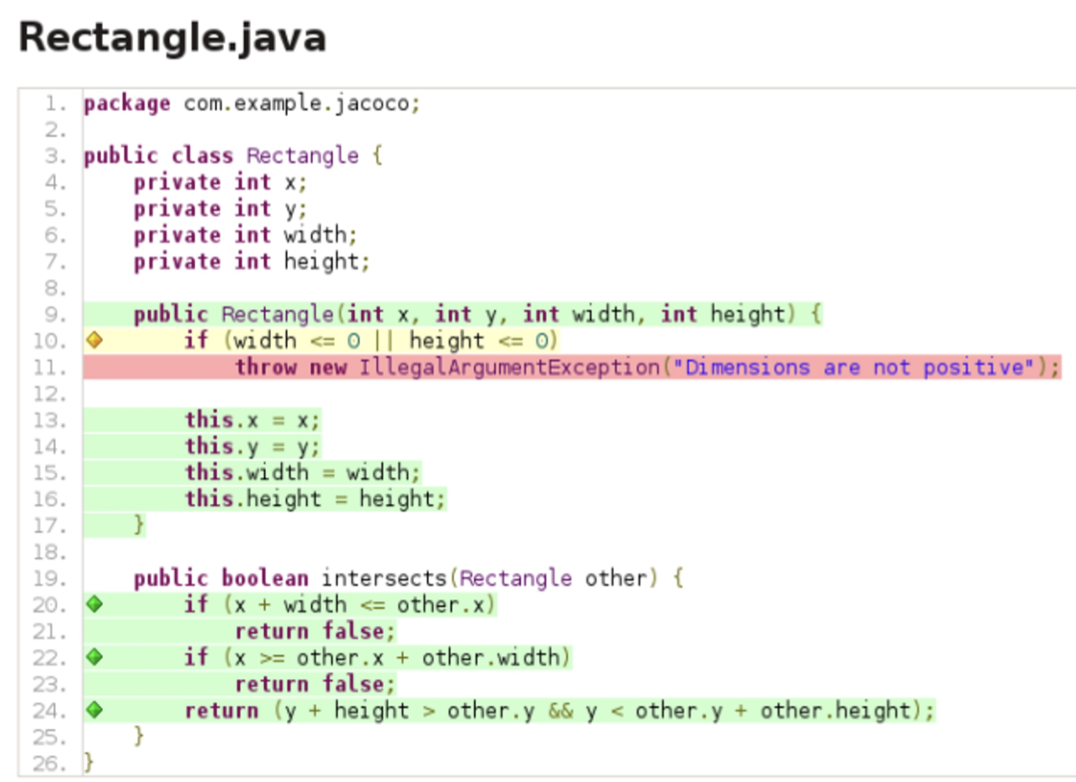 Rectangle.java
1. package com.example.jacoco;
2.
3. public class Rectangle {
4.     private int x;
5.     private int y;
6.     private int width;
7.     private int height;
8.
9.     public Rectangle(int x, int y, int width, int height) {
10.         if (width <= 0 || height <= 0)
11.             throw new IllegalArgumentException("Dimensions are not positive");
12.
13.         this.x = x;
14.         this.y = y;
15.         this.width = width;
16.         this.height = height;
17.     }
18.
19.     public boolean intersects(Rectangle other) {
20.         if (x + width <= other.x)
21.             return false;
22.         if (x >= other.x + other.width)
23.             return false;
24.         return (y + height > other.y && y < other.y + other.height);
25.     }
26. }